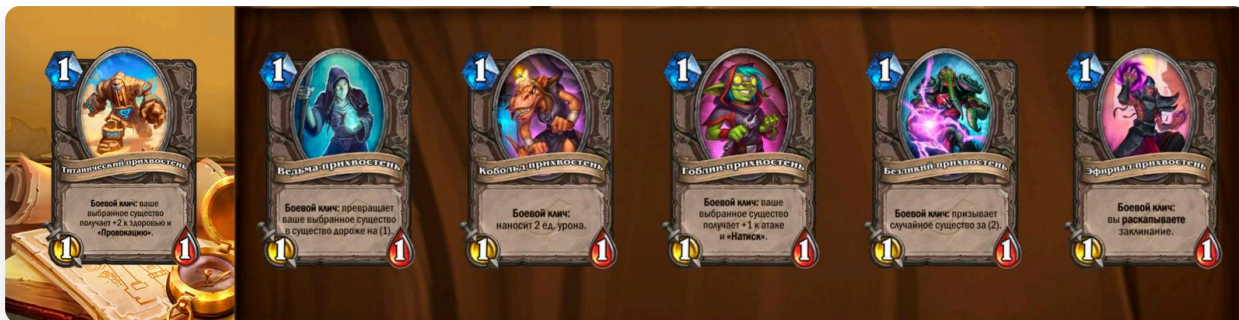 1
Титанический прихвостень
Боевой клич: ваше
выбранное существо
получает +2 к здоровью и
«Провокацию».
1
1
1
Ведьма-прихвостень
Боевой клич: превращает
ваше выбранное существо
в существо дороже на (1).
1
1
1
Кобольд-прихвостень
Боевой клич:
наносит 2 ед. урона.
1
1
1
Гоблин-прихвостень
Боевой клич: ваше
выбранное существо
получает +1 к атаке
и «Натиск».
1
1
1
Безликий прихвостень
Боевой клич: призывает
случайное существо за (2).
1
1
1
Эфириал-прихвостень
Боевой клич:
вы раскапываете
заклинание.
1
1